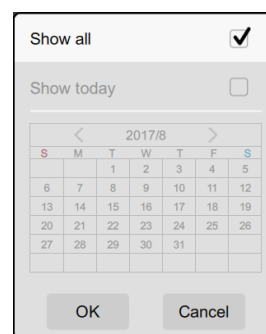 Show all
Show today
2017/8
S M T W T F S
1 2 3 4 5
6 7 8 9 10 11 12
13 14 15 16 17 18 19
20 21 22 23 24 25 26
27 28 29 30 31
OK Cancel